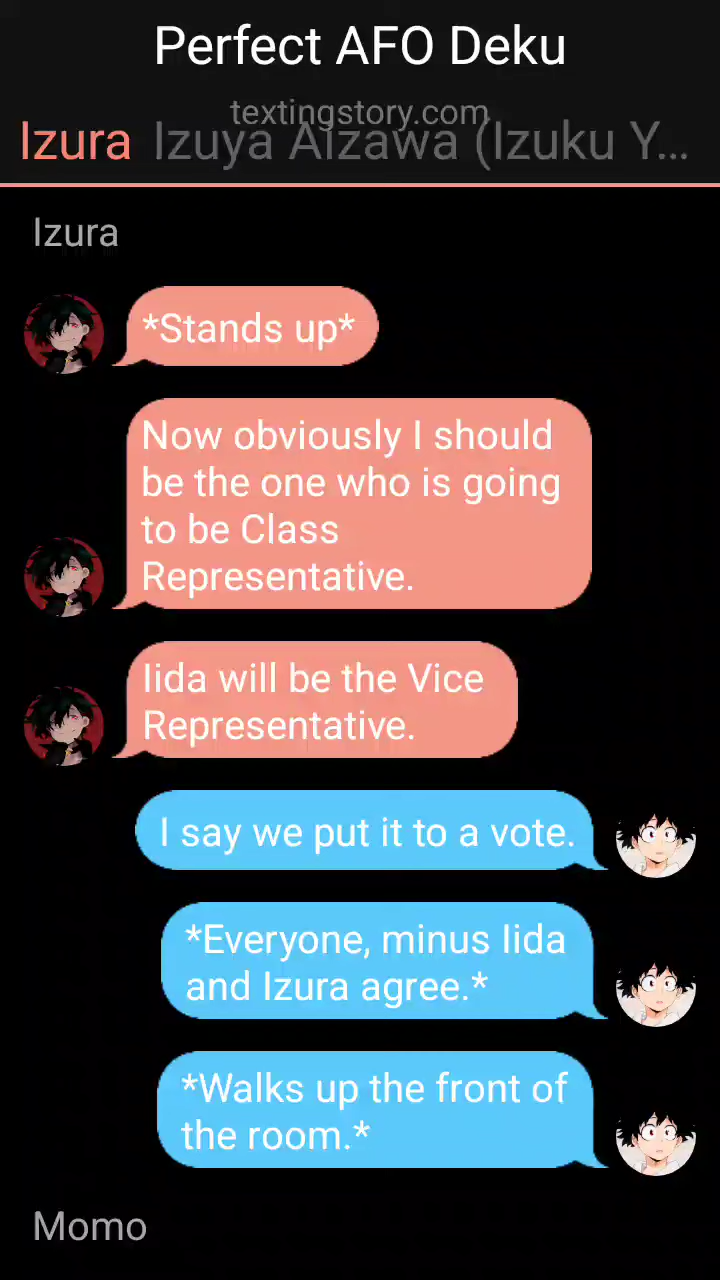 Perfect AFO Deku
textingstory.com
Izura Izuya Aizawa (Izuku Y...
Izura
*Stands up*
Now obviously I should
be the one who is going
to be Class
Representative.
Iida will be the Vice
Representative.
I say we put it to a vote.
*Everyone, minus Iida
and Izura agree.*
*Walks up the front of
the room.*
Momo